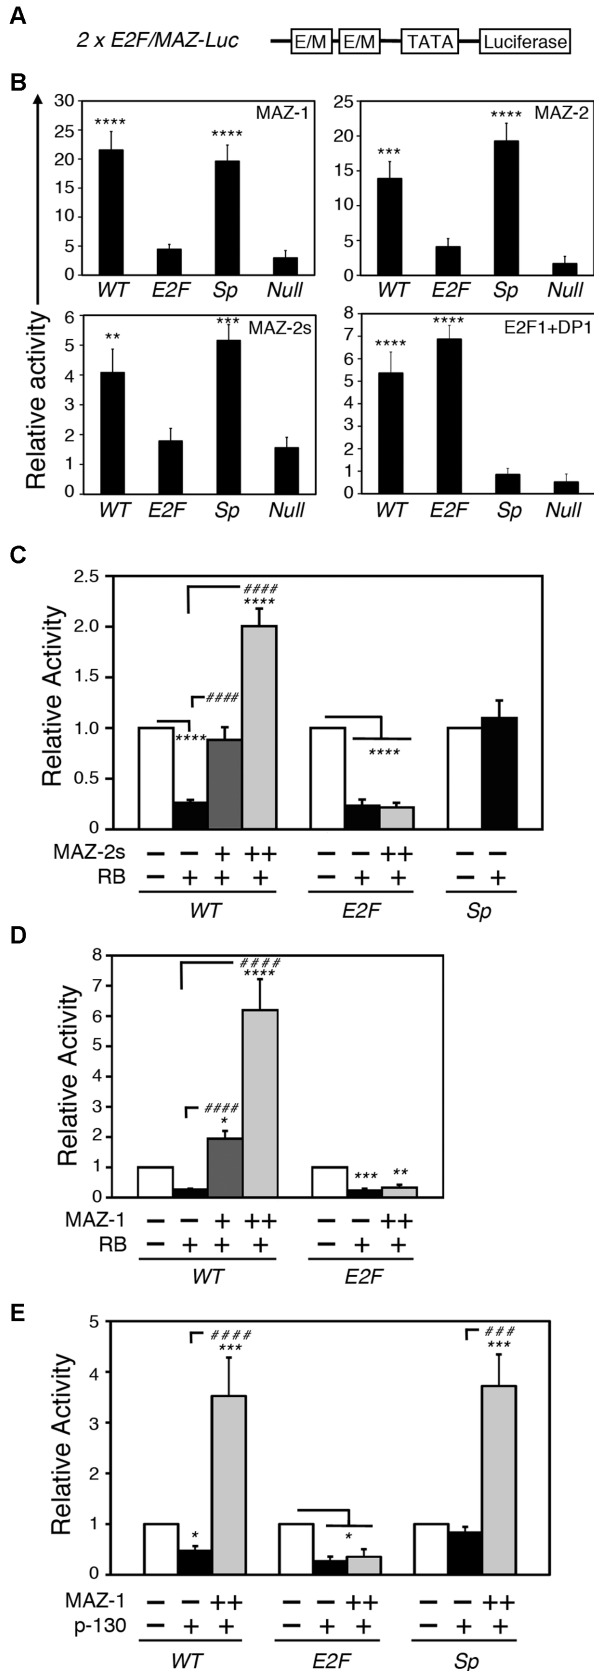 A
2 x E2F/MAZ-Luc E/M E/M TATA Luciferase
B
Relative activity
MAZ-1
30
25
20
15
10
5
0
**** ****
WT E2F Sp Null
MAZ-2
25
20
15
10
5
0
*** ****
WT E2F Sp Null
MAZ-2s
6
5
4
3
2
1
0
** ***
WT E2F Sp Null
E2F1+DP1
8
7
6
5
4
3
2
1
0
**** ****
WT E2F Sp Null
C
Relative Activity
2.5
2.0
1.5
1.0
0.5
0
####
****
####
****
****
MAZ-2s − − + ++ − − ++ − −
RB − + + + − + + − +
WT E2F Sp
D
Relative Activity
8
7
6
5
4
3
2
1
0
####
****
####
*
*** **
MAZ-1 − − + ++ − − ++
RB − + + + − + +
WT E2F
E
Relative Activity
5
4
3
2
1
0
#### ###
*** ***
* *
MAZ-1 − − ++ − − ++ − − ++
p-130 − + + − + + − + +
WT E2F Sp